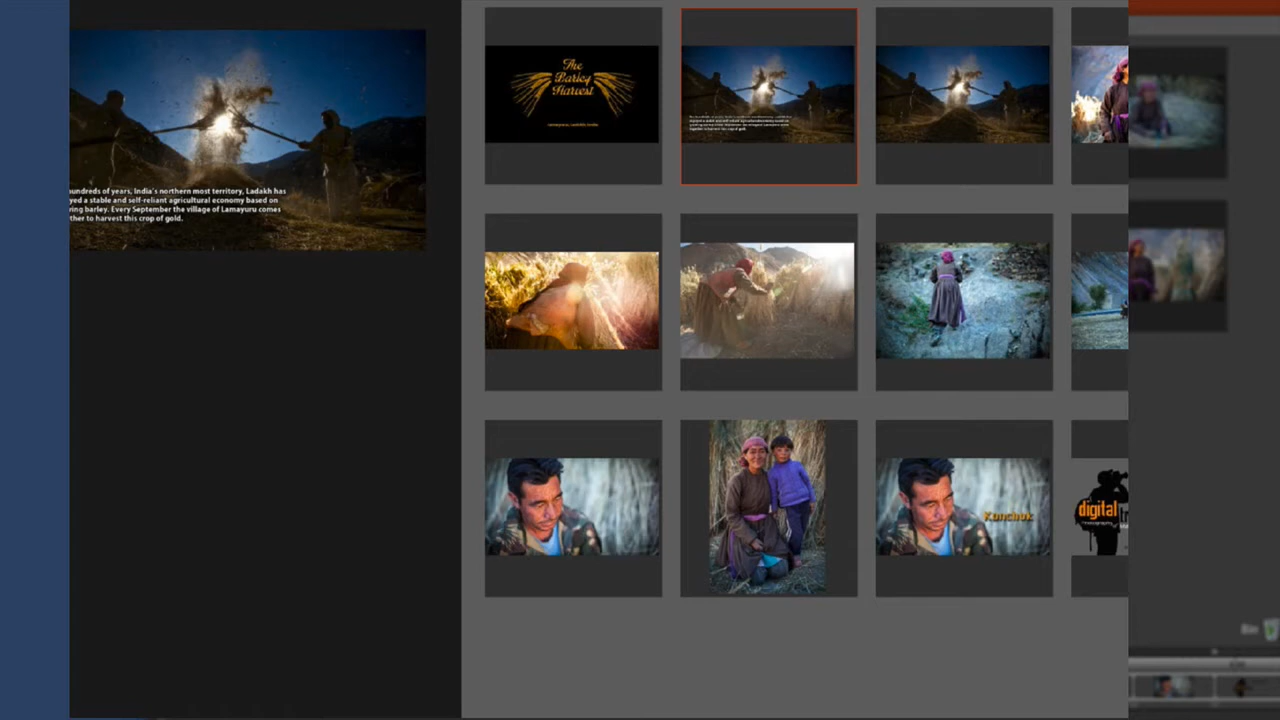 undreds of years, India's northern most territory, Ladakh has
yed a stable and self-reliant agricultural economy based on
ring barley. Every September the village of Lamayuru comes
ther to harvest this crop of gold.
The
Barley
Harvest
Kunchuk
digital
Bin